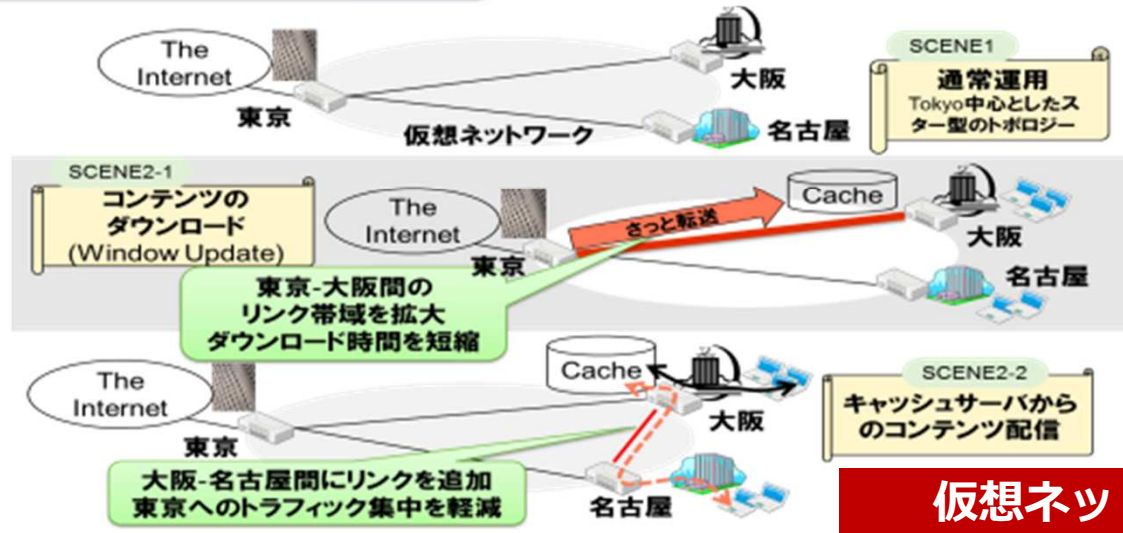 The
Internet
東京
大阪
名古屋
仮想ネットワーク
SCENE1
通常運用
Tokyo中心としたス
ター型のトポロジー
SCENE2-1
コンテンツの
ダウンロード
(Window Update)
The
Internet
東京
さっと転送
Cache
大阪
名古屋
東京-大阪間の
リンク帯域を拡大
ダウンロード時間を短縮
The
Internet
東京
Cache
大阪
名古屋
大阪-名古屋間にリンクを追加
東京へのトラフィック集中を軽減
SCENE2-2
キャッシュサーバから
のコンテンツ配信
仮想ネッ